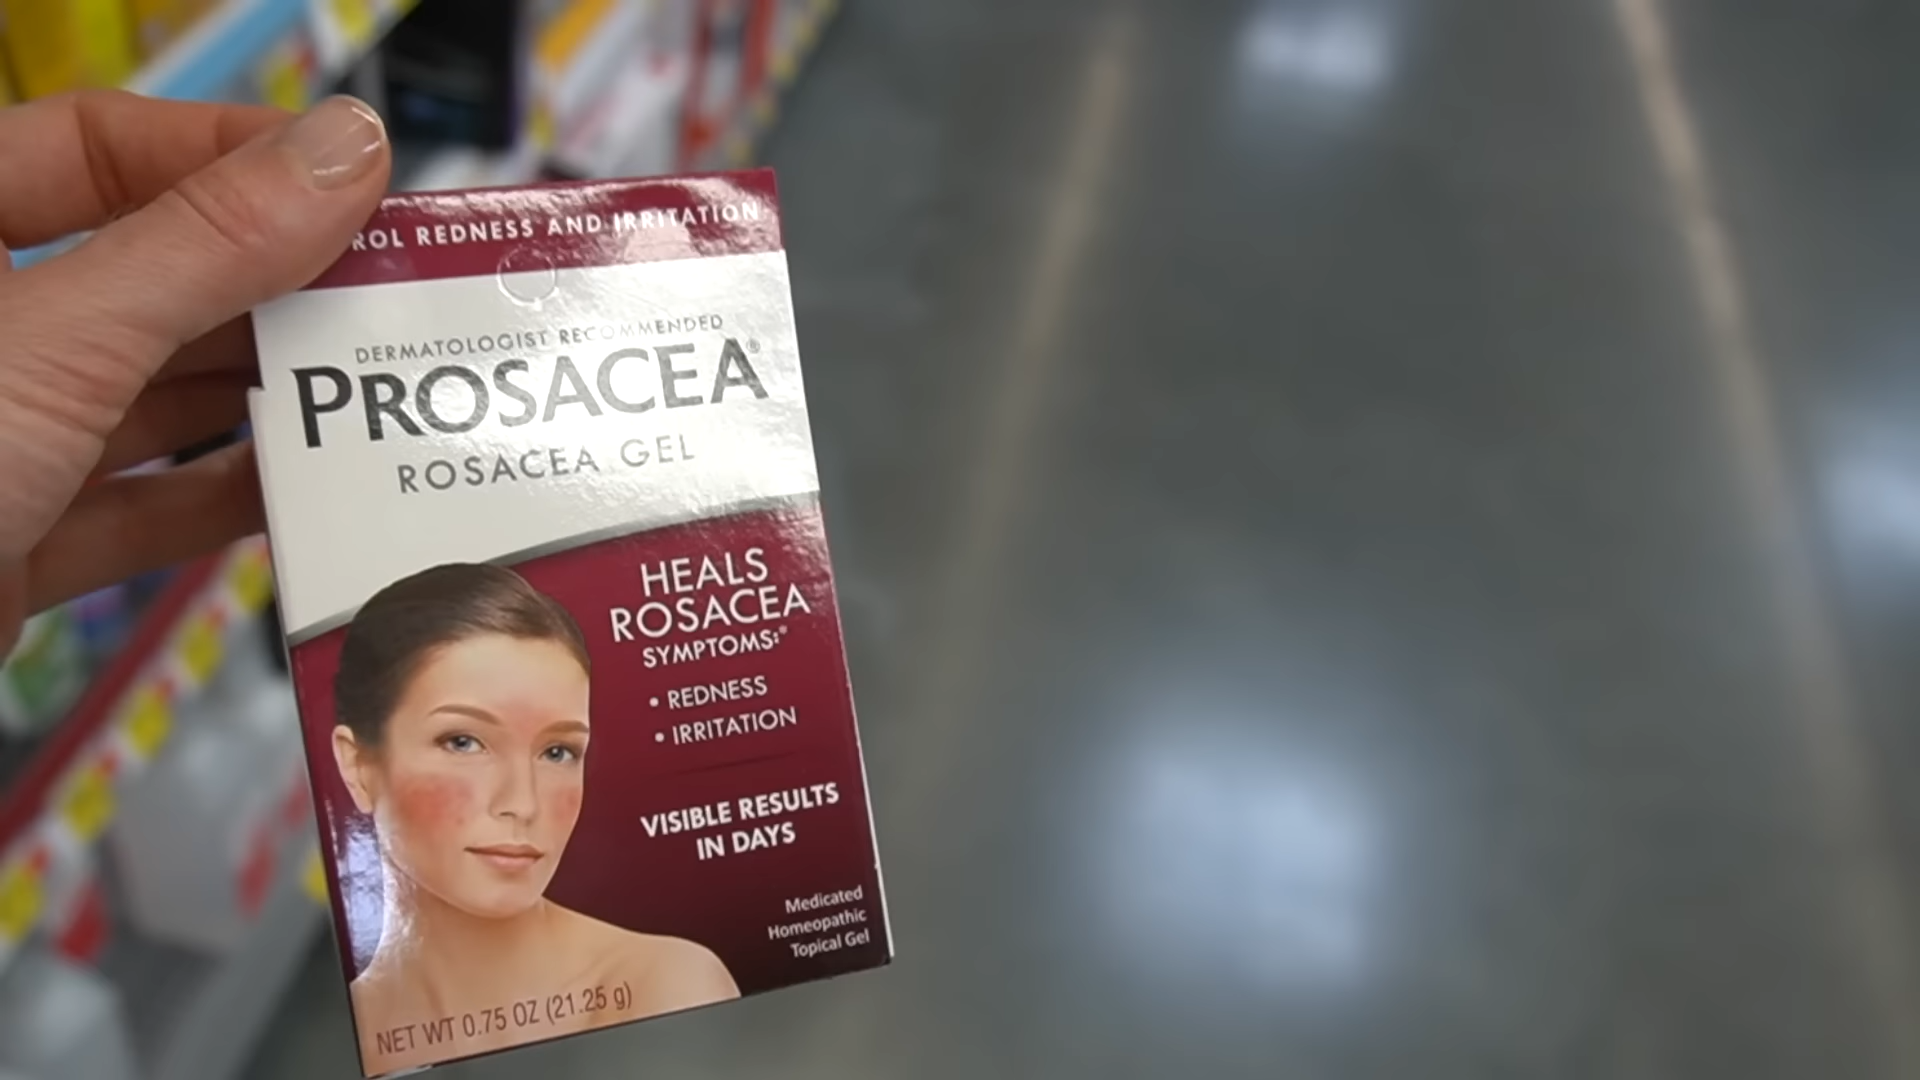 ROL REDNESS AND IRRITATION
DERMATOLOGIST RECOMMENDED
PROSACEA®
ROSACEA GEL
HEALS
ROSACEA
SYMPTOMS:*
• REDNESS
• IRRITATION
VISIBLE RESULTS
IN DAYS
Medicated
Homeopathic
Topical Gel
NET WT 0.75 OZ (21.25 g)